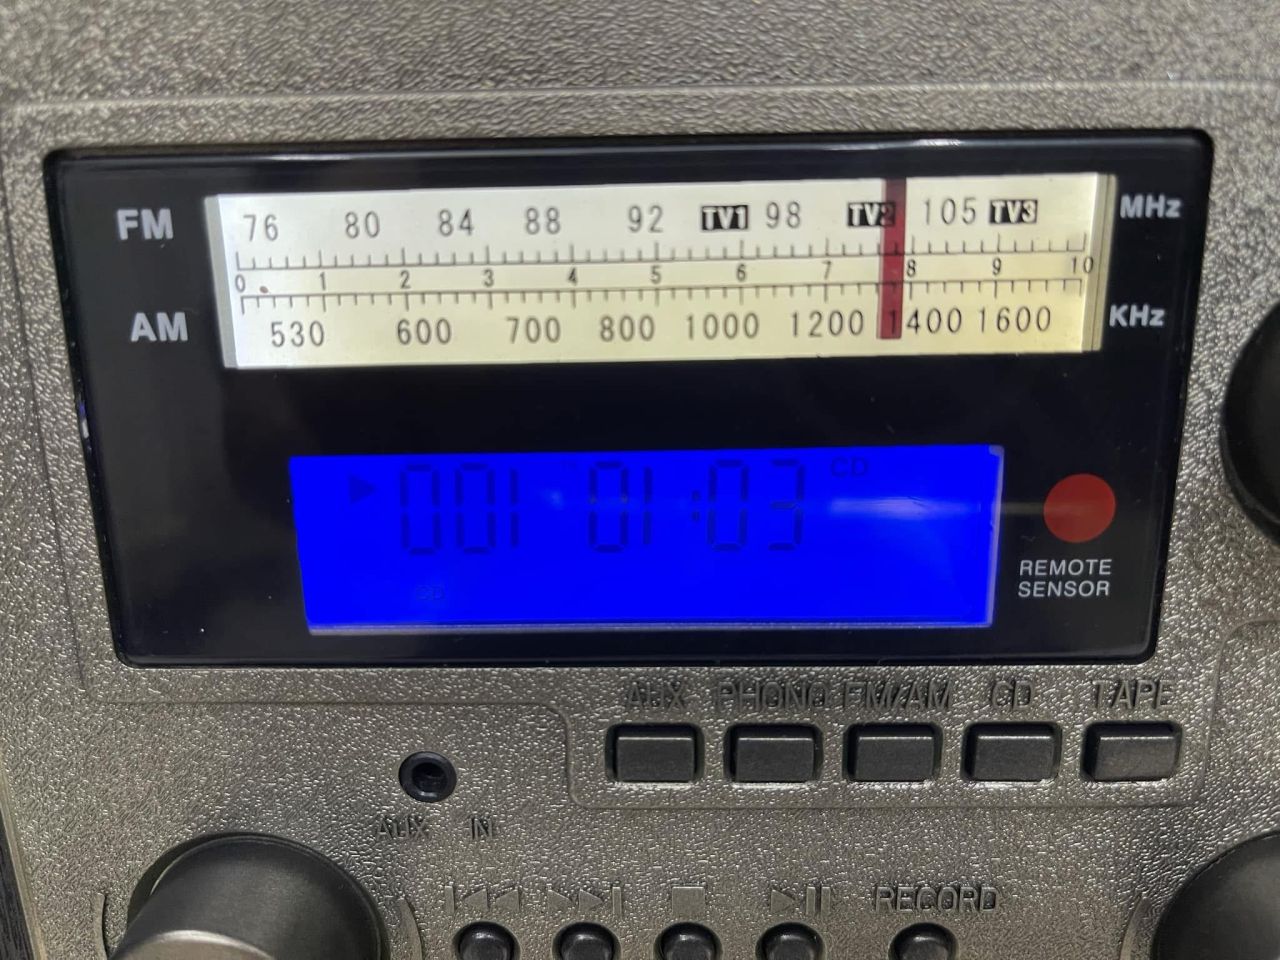 FM 76 80 84 88 92 TV1 98 TV2 105 TV3 MHz
0 1 2 3 4 5 6 7 8 9 10
AM 530 600 700 800 1000 1200 1400 1600 KHz
001 01:03 CD
CD
REMOTE
SENSOR
AUX PHONO FM/AM CD TAPE
AUX IN
RECORD